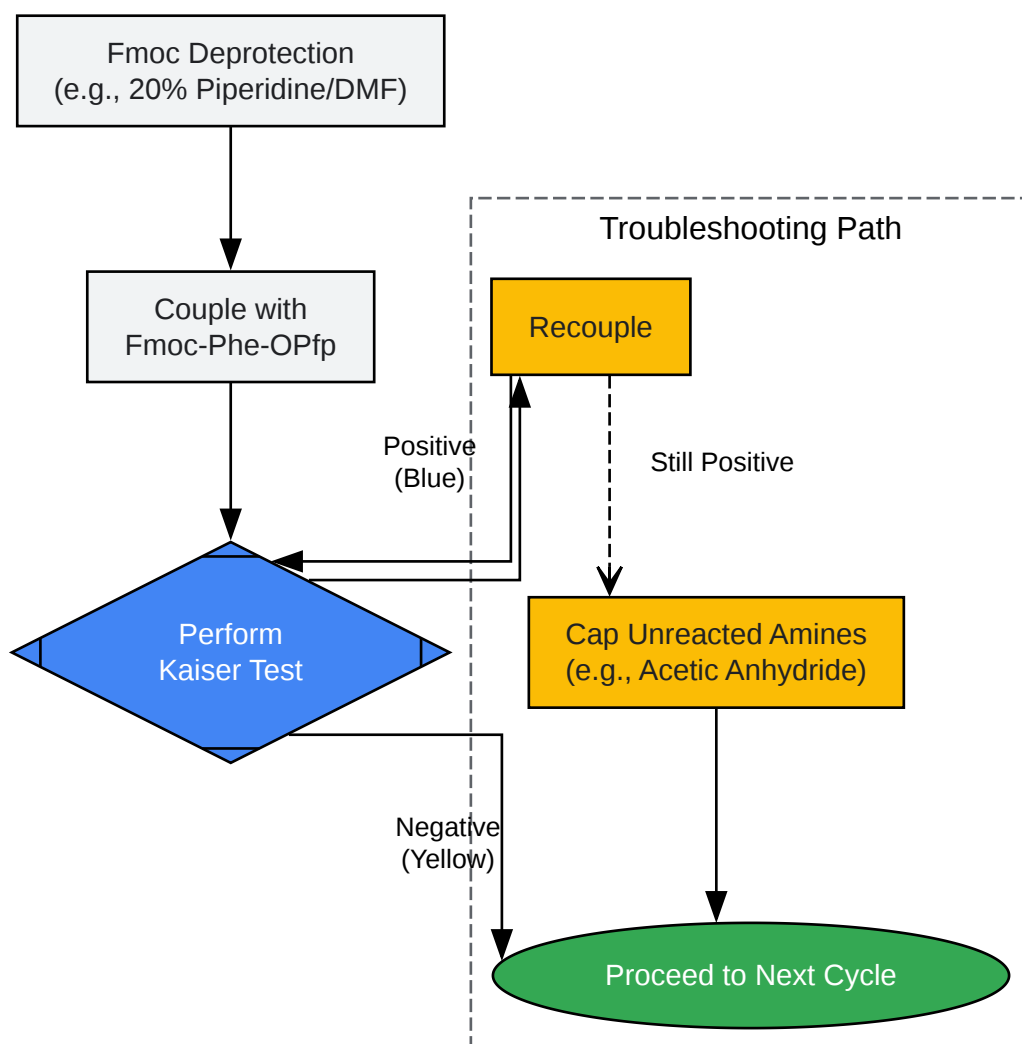 Fmoc Deprotection
(e.g., 20% Piperidine/DMF)
Troubleshooting Path
Couple with
Fmoc-Phe-OPfp
Recouple
Positive
(Blue)
Still Positive
Perform
Kaiser Test
Cap Unreacted Amines
(e.g., Acetic Anhydride)
Negative
(Yellow)
Proceed to Next Cycle